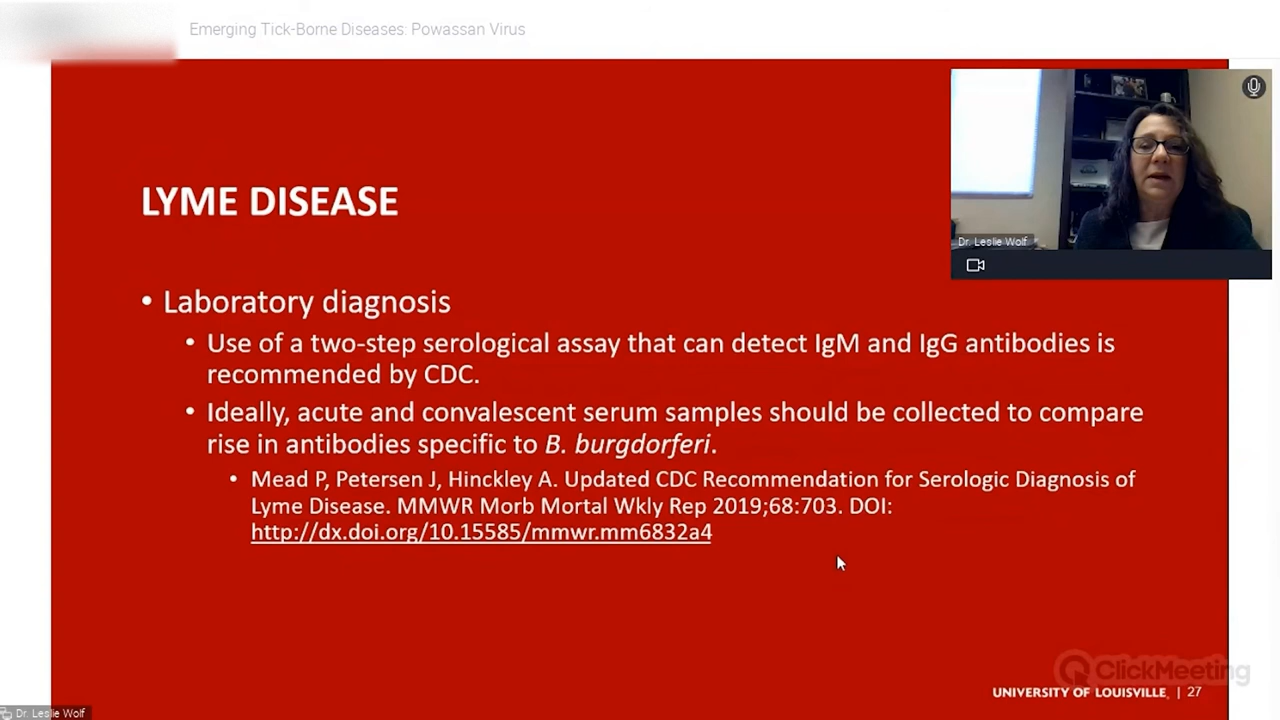 Emerging Tick-Borne Diseases: Powassan Virus
Dr. Leslie Wolf
LYME DISEASE
• Laboratory diagnosis
• Use of a two-step serological assay that can detect IgM and IgG antibodies is
recommended by CDC.
• Ideally, acute and convalescent serum samples should be collected to compare
rise in antibodies specific to B. burgdorferi.
• Mead P, Petersen J, Hinckley A. Updated CDC Recommendation for Serologic Diagnosis of
Lyme Disease. MMWR Morb Mortal Wkly Rep 2019;68:703. DOI:
http://dx.doi.org/10.15585/mmwr.mm6832a4
ClickMeeting
UNIVERSITY OF LOUISVILLE. | 27
Dr. Leslie Wolf